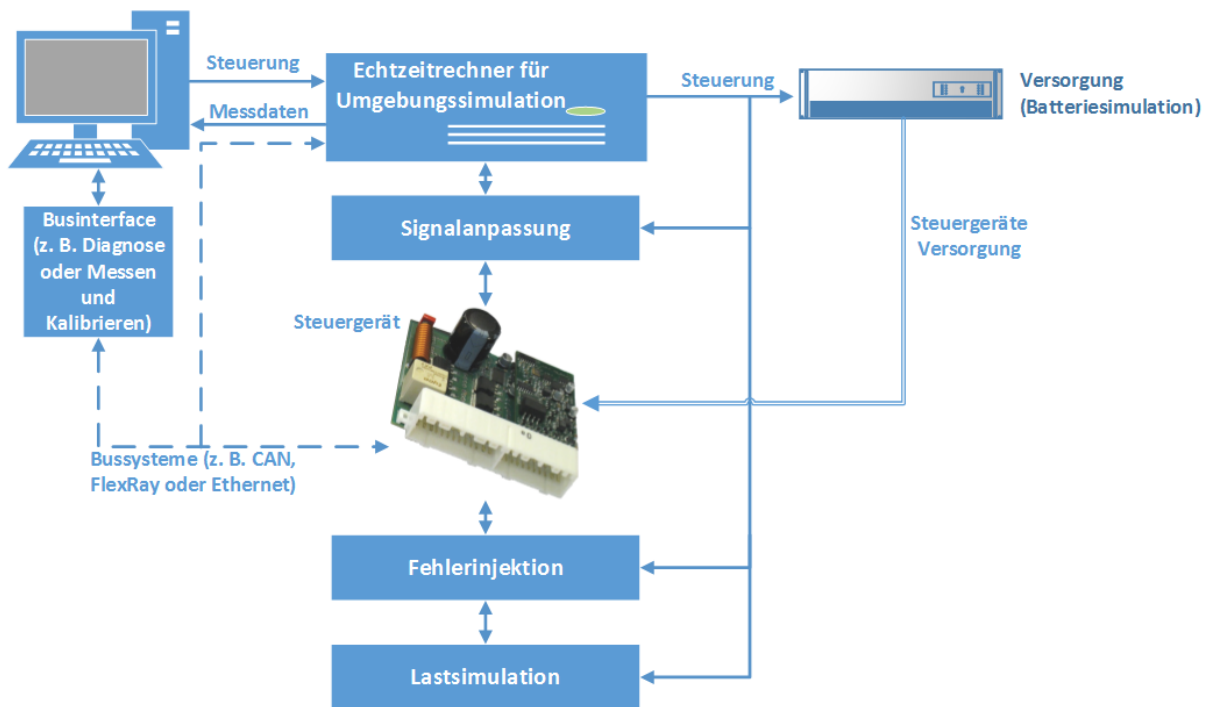 Steuerung
Echtzeitrechner für
Umgebungssimulation
Steuerung
Versorgung
(Batteriesimulation)
Messdaten
Businterface
(z. B. Diagnose
oder Messen
und
Kalibrieren)
Signalanpassung
Steuergeräte
Versorgung
Steuergerät
Bussysteme (z. B. CAN,
FlexRay oder Ethernet)
Fehlerinjektion
Lastsimulation